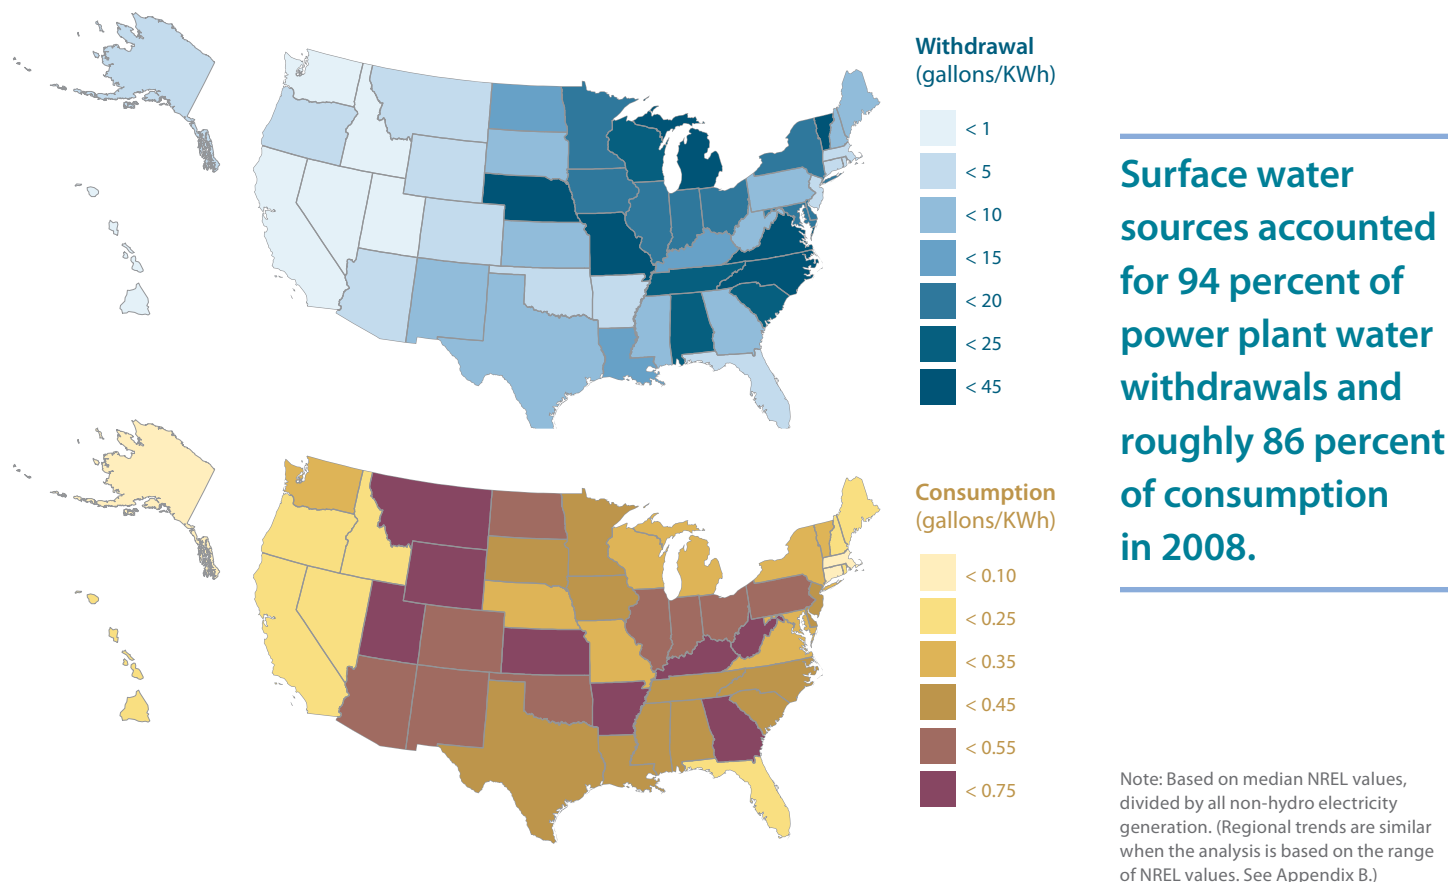 Withdrawal
(gallons/KWh)
< 1
< 5
< 10
< 15
< 20
< 25
< 45
Consumption
(gallons/KWh)
< 0.10
< 0.25
< 0.35
< 0.45
< 0.55
< 0.75
Surface water
sources accounted
for 94 percent of
power plant water
withdrawals and
roughly 86 percent
of consumption
in 2008.
Note: Based on median NREL values,
divided by all non-hydro electricity
generation. (Regional trends are similar
when the analysis is based on the range
of NREL values. See Appendix B.)